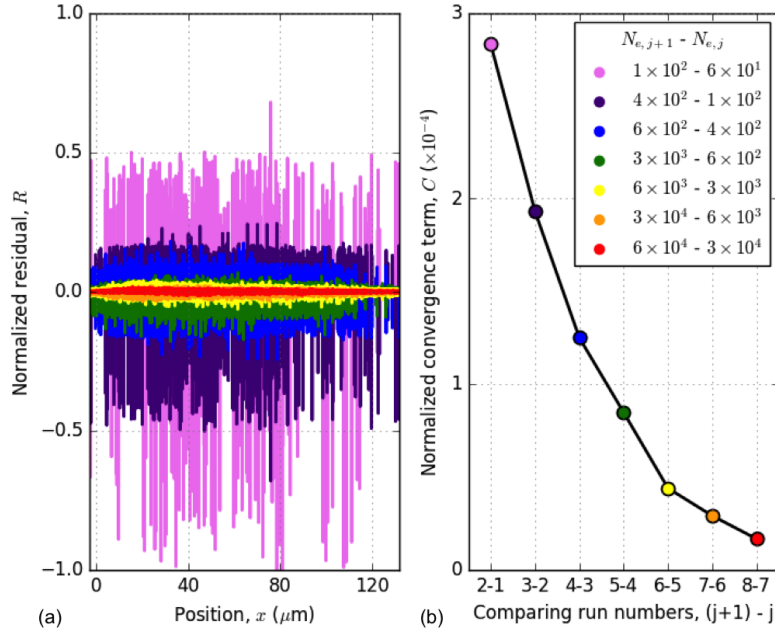 1.0
0.5
0.0
−0.5
−1.0
Normalized residual, R
0
40
80
120
Position, x (μm)
(a)
3
2
1
0
Normalized convergence term, C (×10⁻⁴)
N_{e,j+1} - N_{e,j}
1×10² - 6×10¹
4×10² - 1×10²
6×10² - 4×10²
3×10³ - 6×10²
6×10³ - 3×10³
3×10⁴ - 6×10³
6×10⁴ - 3×10⁴
2-1 3-2 4-3 5-4 6-5 7-6 8-7
Comparing run numbers, (j+1) - j
(b)